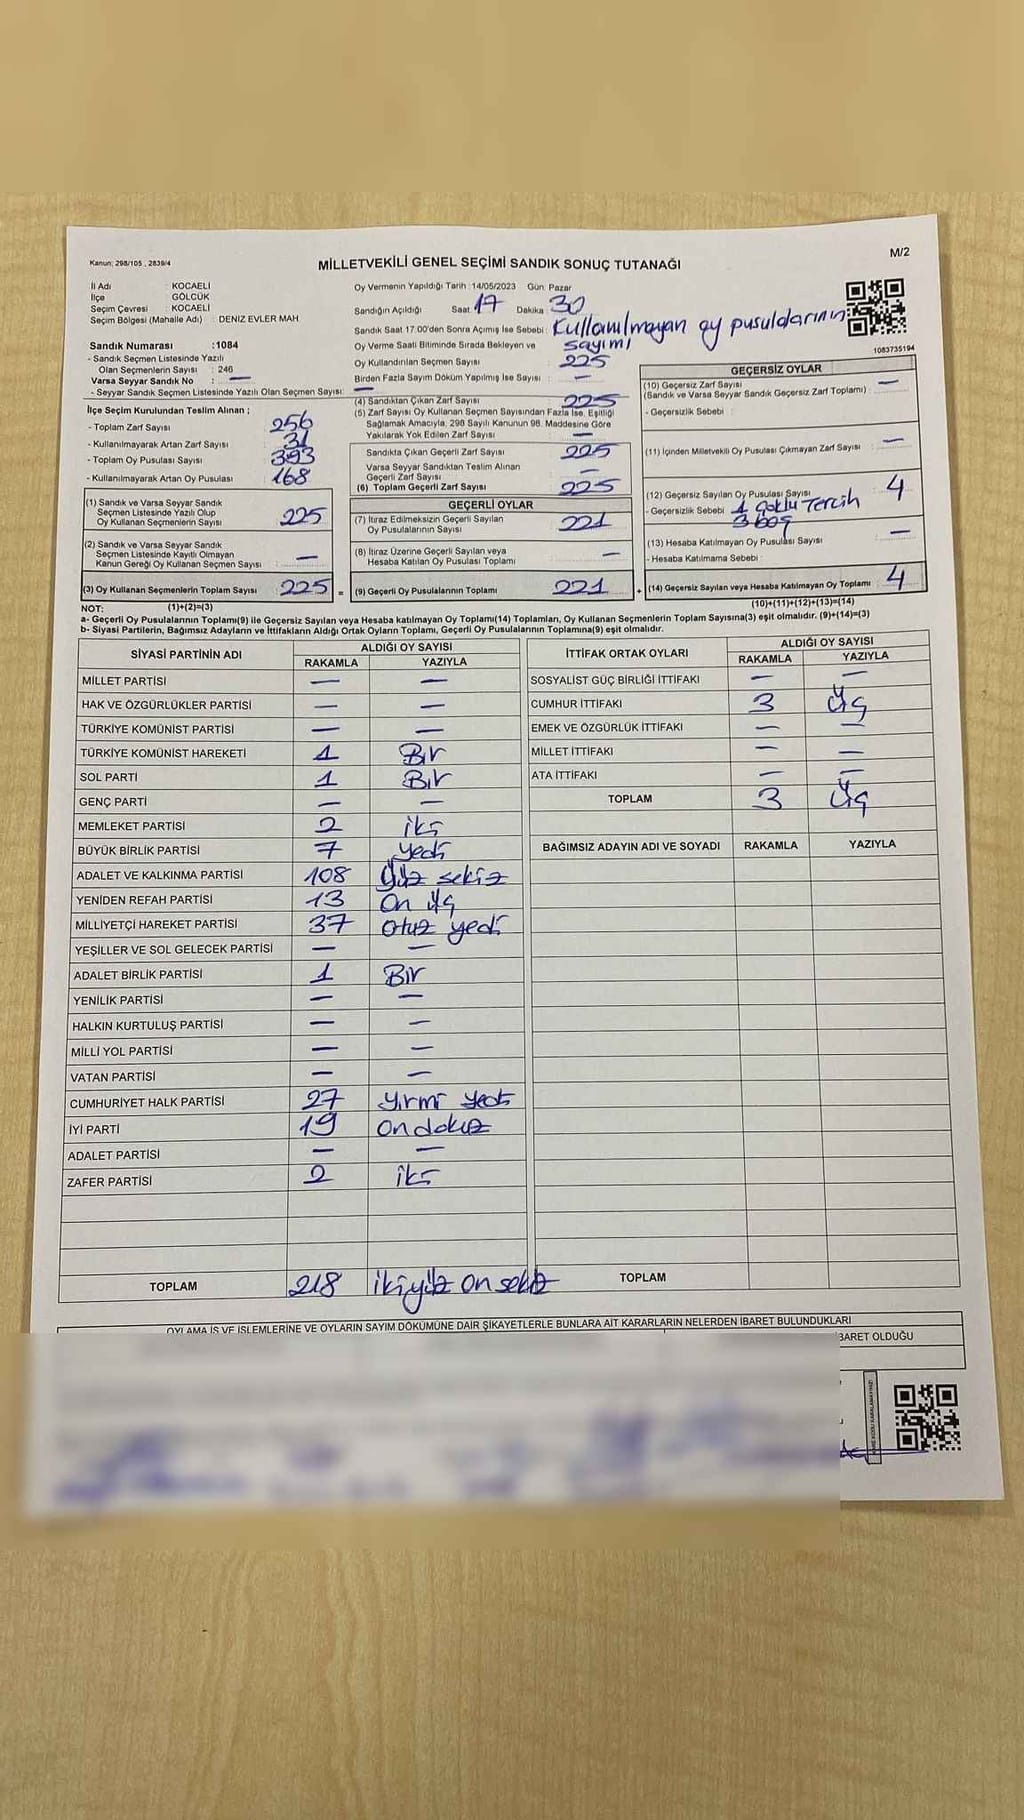 Kanun; 298/105 , 2839/4
MİLLETVEKİLİ GENEL SEÇİMİ SANDIK SONUÇ TUTANAĞI
M/2
İl Adı : KOCAELİ
İlçe : GÖLCÜK
Seçim Çevresi : KOCAELİ
Seçim Bölgesi (Mahalle Adı) : DENIZ EVLER MAH
Sandık Numarası :1084
- Sandık Seçmen Listesinde Yazılı
Olan Seçmenlerin Sayısı : 246
Varsa Seyyar Sandık No : —
- Seyyar Sandık Seçmen Listesinde Yazılı Olan Seçmen Sayısı: —
Oy Vermenin Yapıldığı Tarih :14/05/2023 Gün: Pazar
Sandığın Açıldığı Saat: 17 Dakika : 30
Sandık Saat 17.00'den Sonra Açımış İse Sebebi : Kullanılmayan oy pusulalarının sayımı
Oy Verme Saati Bitiminde Sırada Bekleyen ve
Oy Kullandırılan Seçmen Sayısı : 225
Birden Fazla Sayım Döküm Yapılmış İse Sayısı : —
1083735194
İlçe Seçim Kurulundan Teslim Alınan ;
- Toplam Zarf Sayısı : 256
- Kullanılmayarak Artan Zarf Sayısı : 31
- Toplam Oy Pusulası Sayısı : 393
- Kullanılmayarak Artan Oy Pusulası : 168
(1) Sandık ve Varsa Seyyar Sandık
Seçmen Listesinde Yazılı Olup
Oy Kullanan Seçmenlerin Sayısı : 225
(2) Sandık ve Varsa Seyyar Sandık
Seçmen Listesinde Kayıtlı Olmayan
Kanun Gereği Oy Kullanan Seçmen Sayısı : —
(3) Oy Kullanan Seçmenlerin Toplam Sayısı : 225 =
(4) Sandıktan Çıkan Zarf Sayısı : 225
(5) Zarf Sayısı Oy Kullanan Seçmen Sayısından Fazla İse, Eşitliği
Sağlamak Amacıyla, 298 Sayılı Kanunun 98. Maddesine Göre
Yakılarak Yok Edilen Zarf Sayısı : —
Sandıkta Çıkan Geçerli Zarf Sayısı : 225
Varsa Seyyar Sandıktan Teslim Alınan
Geçerli Zarf Sayısı : —
(6) Toplam Geçerli Zarf Sayısı : 225
GEÇERLİ OYLAR
(7) İtiraz Edilmeksizin Geçerli Sayılan
Oy Pusulalarının Sayısı : 221
(8) İtiraz Üzerine Geçerli Sayılan veya
Hesaba Katılan Oy Pusulası Toplamı : —
(9) Geçerli Oy Pusulalarının Toplamı : 221 +
GEÇERSİZ OYLAR
(10) Geçersiz Zarf Sayısı : —
(Sandık ve Varsa Seyyar Sandık Geçersiz Zarf Toplamı)
- Geçersizlik Sebebi :
(11) İçinden Milletvekili Oy Pusulası Çıkmayan Zarf Sayısı : —
(12) Geçersiz Sayılan Oy Pusulası Sayısı : 4
- Geçersizlik Sebebi : 1 çoklu Tercih
3 boş
(13) Hesaba Katılmayan Oy Pusulası Sayısı : —
- Hesaba Katılmama Sebebi :
(14) Geçersiz Sayılan veya Hesaba Katılmayan Oy Toplamı : 4
NOT: (1)+(2)=(3) (10)+(11)+(12)+(13)=(14)
a- Geçerli Oy Pusulalarının Toplamı(9) ile Geçersiz Sayılan veya Hesaba katılmayan Oy Toplamı(14) Toplamları, Oy Kullanan Seçmenlerin Toplam Sayısına(3) eşit olmalıdır. (9)+(14)=(3)
b- Siyasi Partilerin, Bağımsız Adayların ve İttifakların Aldığı Ortak Oyların Toplamı, Geçerli Oy Pusulalarının Toplamına(9) eşit olmalıdır.
SİYASİ PARTİNİN ADI ALDIĞI OY SAYISI
RAKAMLA YAZIYLA
MİLLET PARTİSİ — —
HAK VE ÖZGÜRLÜKLER PARTİSİ — —
TÜRKİYE KOMÜNİST PARTİSİ — —
TÜRKİYE KOMÜNİST HAREKETİ 1 Bir
SOL PARTİ 1 Bir
GENÇ PARTİ — —
MEMLEKET PARTİSİ 2 iki
BÜYÜK BİRLİK PARTİSİ 7 yedi
ADALET VE KALKINMA PARTİSİ 108 Yüz sekiz
YENİDEN REFAH PARTİSİ 13 On üç
MİLLİYETÇİ HAREKET PARTİSİ 37 Otuz yedi
YEŞİLLER VE SOL GELECEK PARTİSİ — —
ADALET BİRLİK PARTİSİ 1 Bir
YENİLİK PARTİSİ — —
HALKIN KURTULUŞ PARTİSİ — —
MİLLİ YOL PARTİSİ — —
VATAN PARTİSİ — —
CUMHURİYET HALK PARTİSİ 27 Yirmi yedi
İYİ PARTİ 19 On dokuz
ADALET PARTİSİ — —
ZAFER PARTİSİ 2 iki
TOPLAM 218 İkiyüz on sekiz
İTTİFAK ORTAK OYLARI ALDIĞI OY SAYISI
RAKAMLA YAZIYLA
SOSYALİST GÜÇ BİRLİĞİ İTTİFAKI — —
CUMHUR İTTİFAKI 3 Üç
EMEK VE ÖZGÜRLÜK İTTİFAKI — —
MİLLET İTTİFAKI — —
ATA İTTİFAKI — —
TOPLAM 3 Üç
BAĞIMSIZ ADAYIN ADI VE SOYADI RAKAMLA YAZIYLA
TOPLAM
OYLAMA İŞ VE İŞLEMLERİNE VE OYLARIN SAYIM DÖKÜMÜNE DAİR ŞİKAYETLERLE BUNLARA AİT KARARLARIN NELERDEN İBARET BULUNDUKLARI
İBARET OLDUĞU